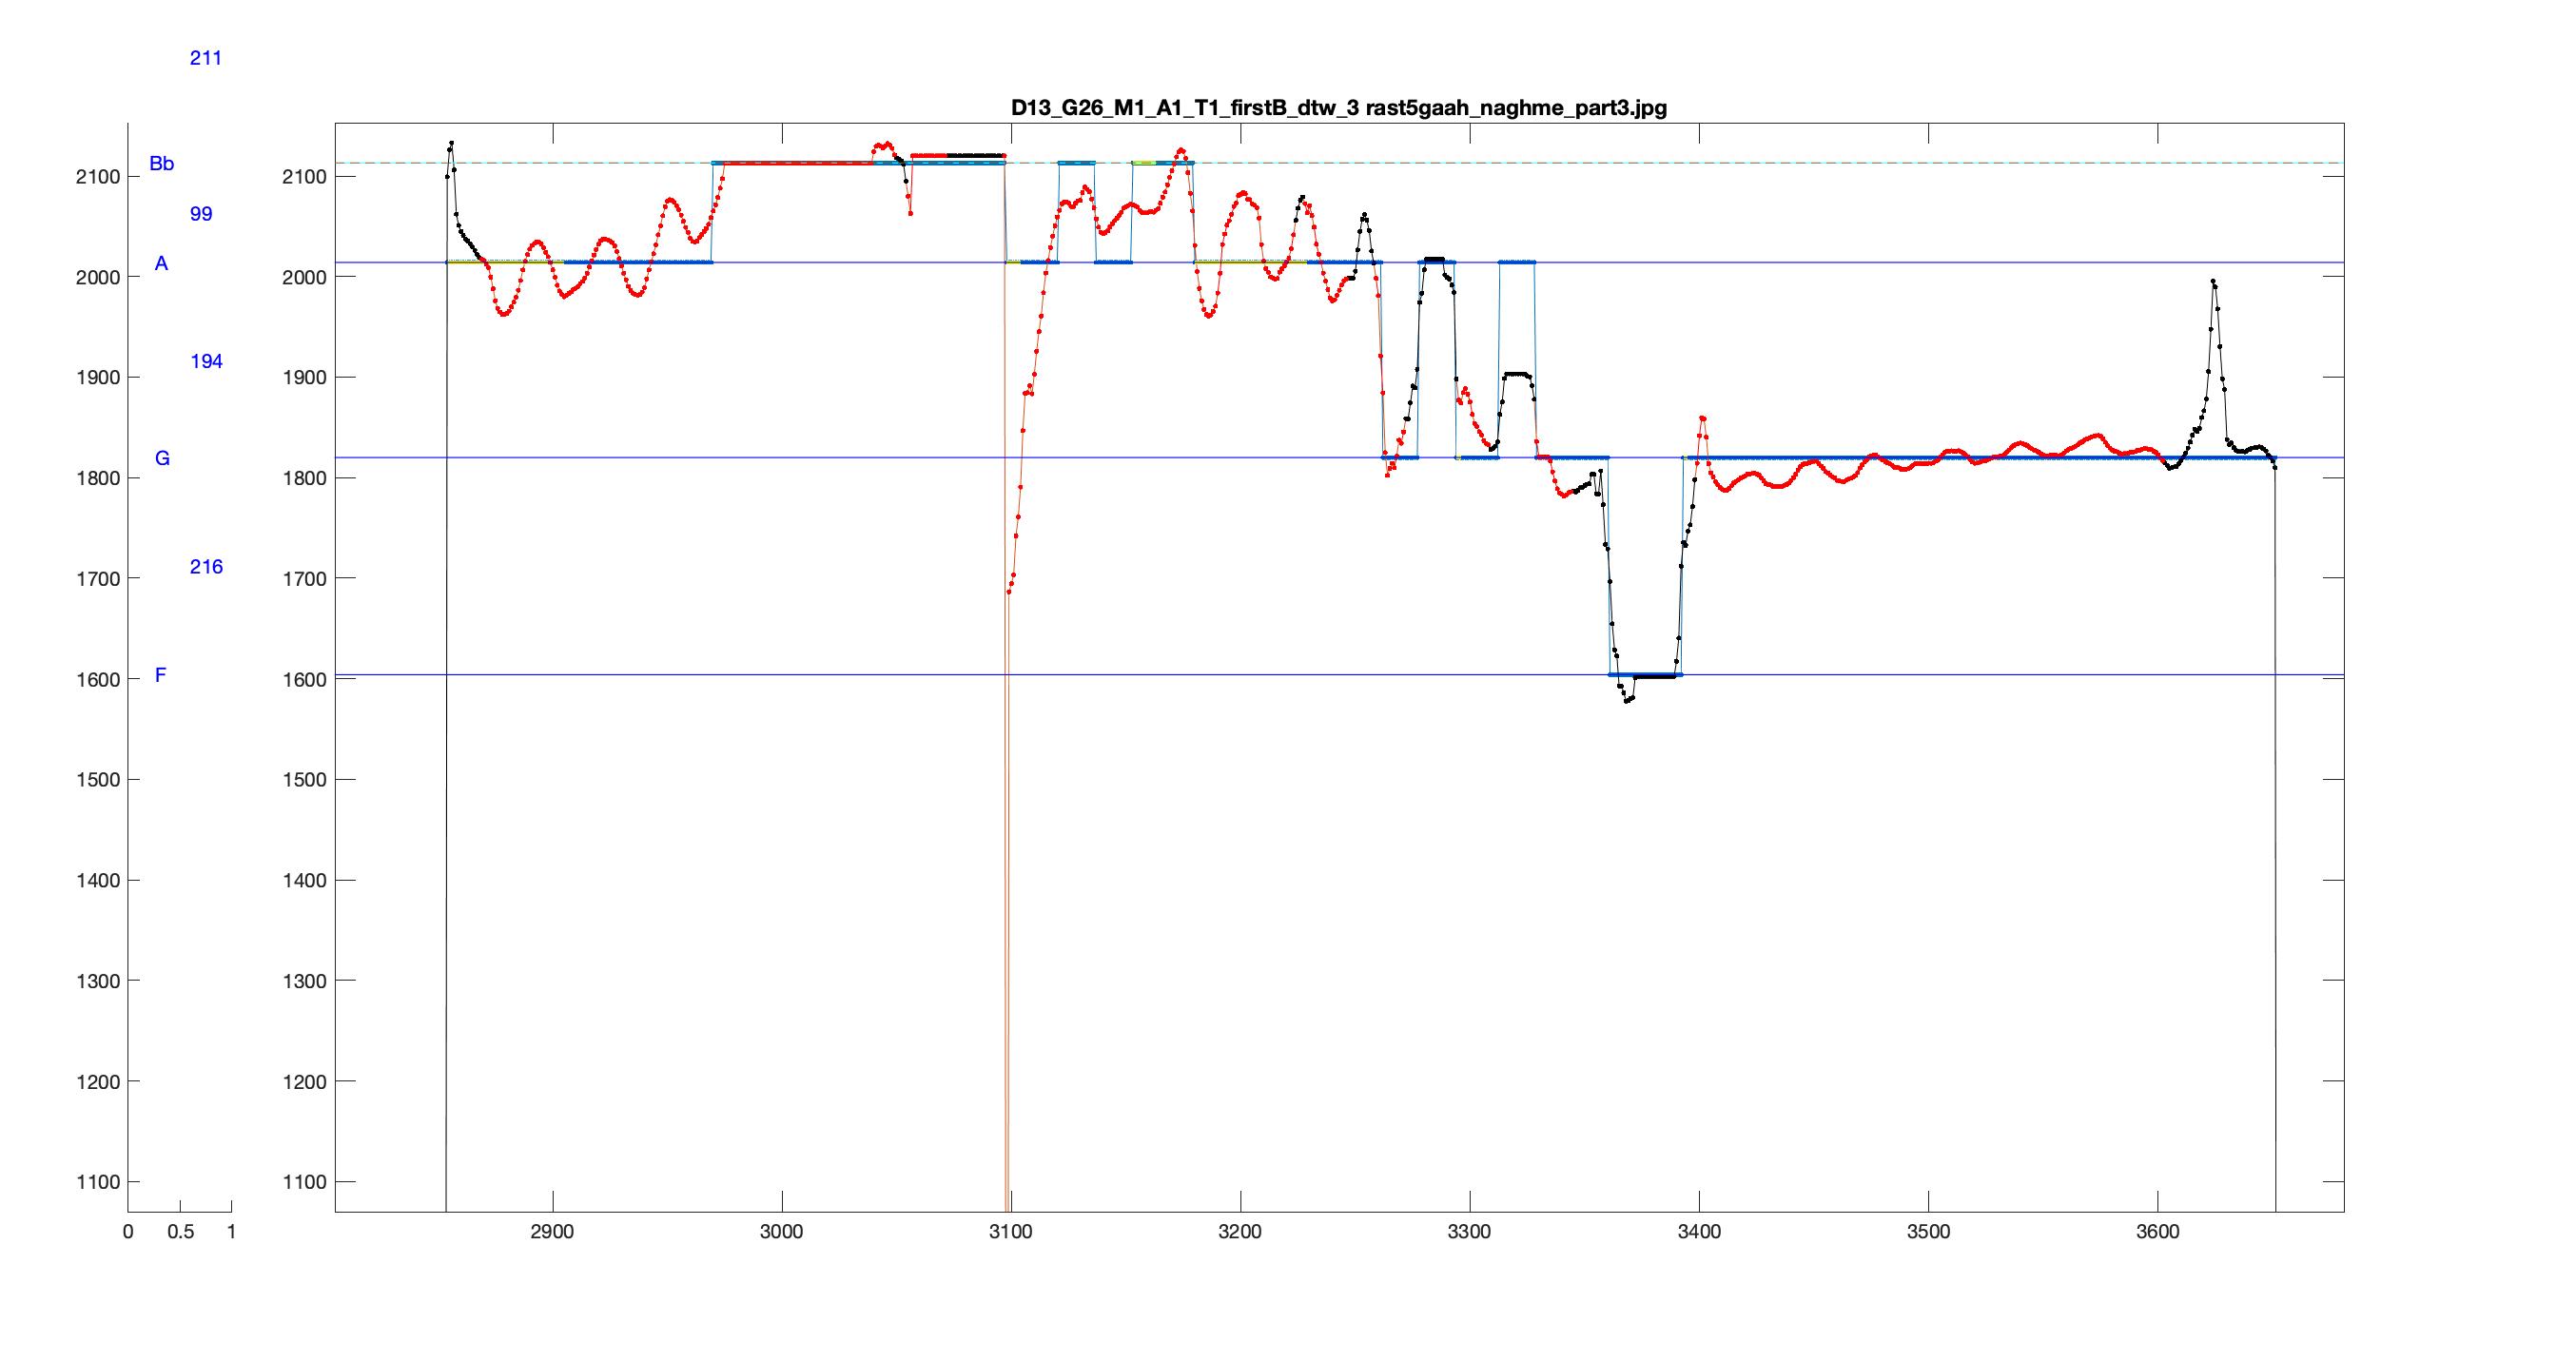 211
D13_G26_M1_A1_T1_firstB_dtw_3 rast5gaah_naghme_part3.jpg
2100 Bb 2100
99
2000 A 2000
194
1900 1900
1800 G 1800
216
1700 1700
1600 F 1600
1500 1500
1400 1400
1300 1300
1200 1200
1100 1100
0 0.5 1 2900 3000 3100 3200 3300 3400 3500 3600